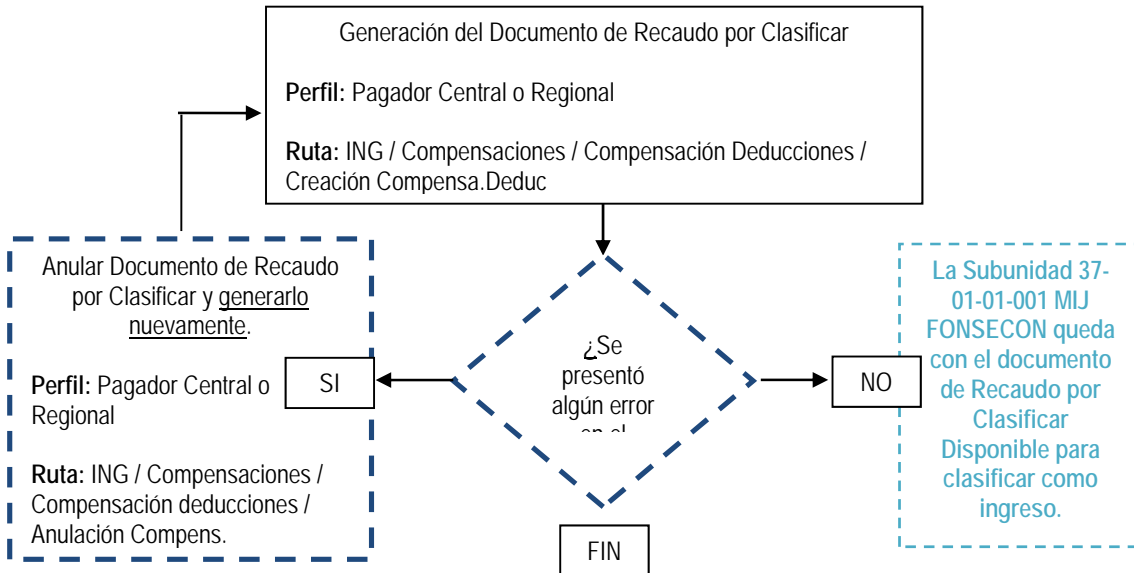 Generación del Documento de Recaudo por Clasificar
Perfil: Pagador Central o Regional
Ruta: ING / Compensaciones / Compensación Deducciones /
Creación Compensa.Deduc
Anular Documento de Recaudo
por Clasificar y generarlo
nuevamente.
Perfil: Pagador Central o
Regional
Ruta: ING / Compensaciones /
Compensación deducciones /
Anulación Compens.
SI
¿Se
presentó
algún error
en el
NO
La Subunidad 37-
01-01-001 MIJ
FONSECON queda
con el documento
de Recaudo por
Clasificar
Disponible para
clasificar como
ingreso.
FIN